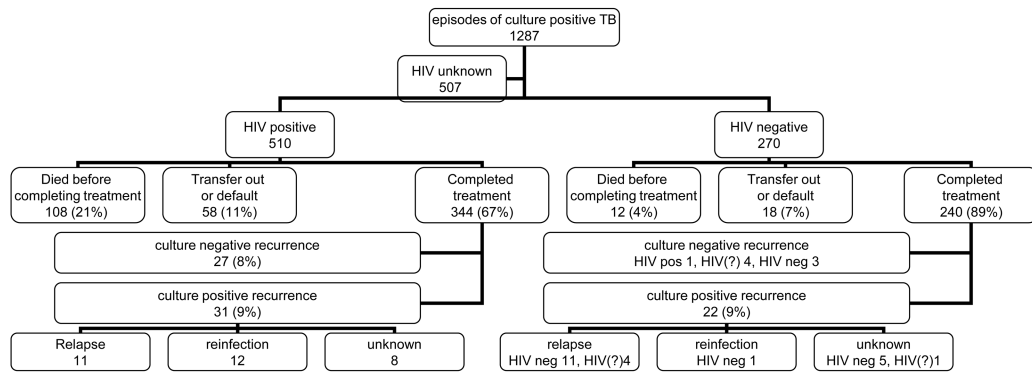 episodes of culture positive TB
1287
HIV unknown
507
HIV positive
510
HIV negative
270
Died before
completing treatment
108 (21%)
Transfer out
or default
58 (11%)
Completed
treatment
344 (67%)
Died before
completing treatment
12 (4%)
Transfer out
or default
18 (7%)
Completed
treatment
240 (89%)
culture negative recurrence
27 (8%)
culture negative recurrence
HIV pos 1, HIV(?) 4, HIV neg 3
culture positive recurrence
31 (9%)
culture positive recurrence
22 (9%)
Relapse
11
reinfection
12
unknown
8
relapse
HIV neg 11, HIV(?)4
reinfection
HIV neg 1
unknown
HIV neg 5, HIV(?)1